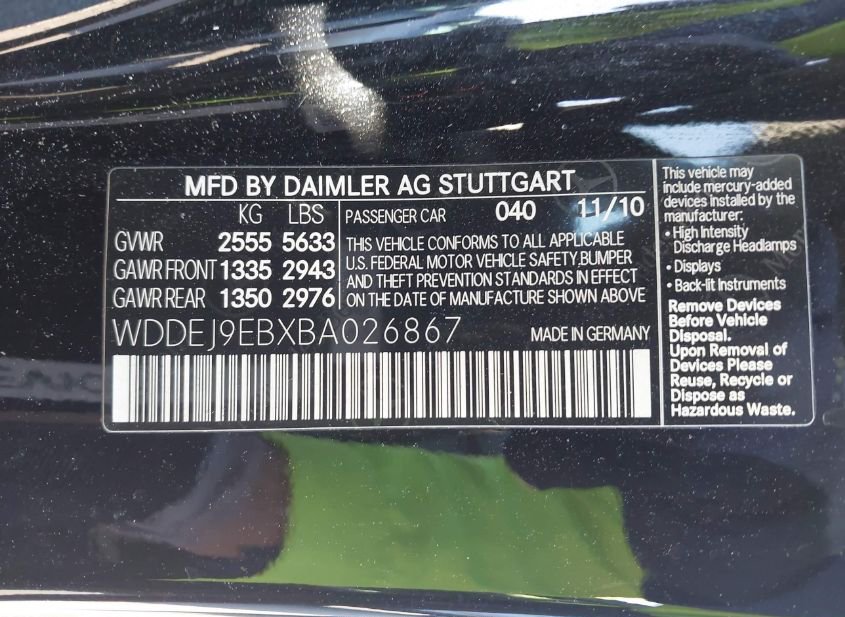 MFD BY DAIMLER AG STUTTGART
KG LBS
GVWR 2555 5633
GAWR FRONT 1335 2943
GAWR REAR 1350 2976
PASSENGER CAR 040 11/10
THIS VEHICLE CONFORMS TO ALL APPLICABLE
U.S. FEDERAL MOTOR VEHICLE SAFETY,BUMPER
AND THEFT PREVENTION STANDARDS IN EFFECT
ON THE DATE OF MANUFACTURE SHOWN ABOVE
WDDEJ9EBXBA026867
MADE IN GERMANY
This vehicle may
include mercury-added
devices installed by the
manufacturer:
• High Intensity
Discharge Headlamps
• Displays
• Back-lit Instruments
Remove Devices
Before Vehicle
Disposal.
Upon Removal of
Devices Please
Reuse, Recycle or
Dispose as
Hazardous Waste.